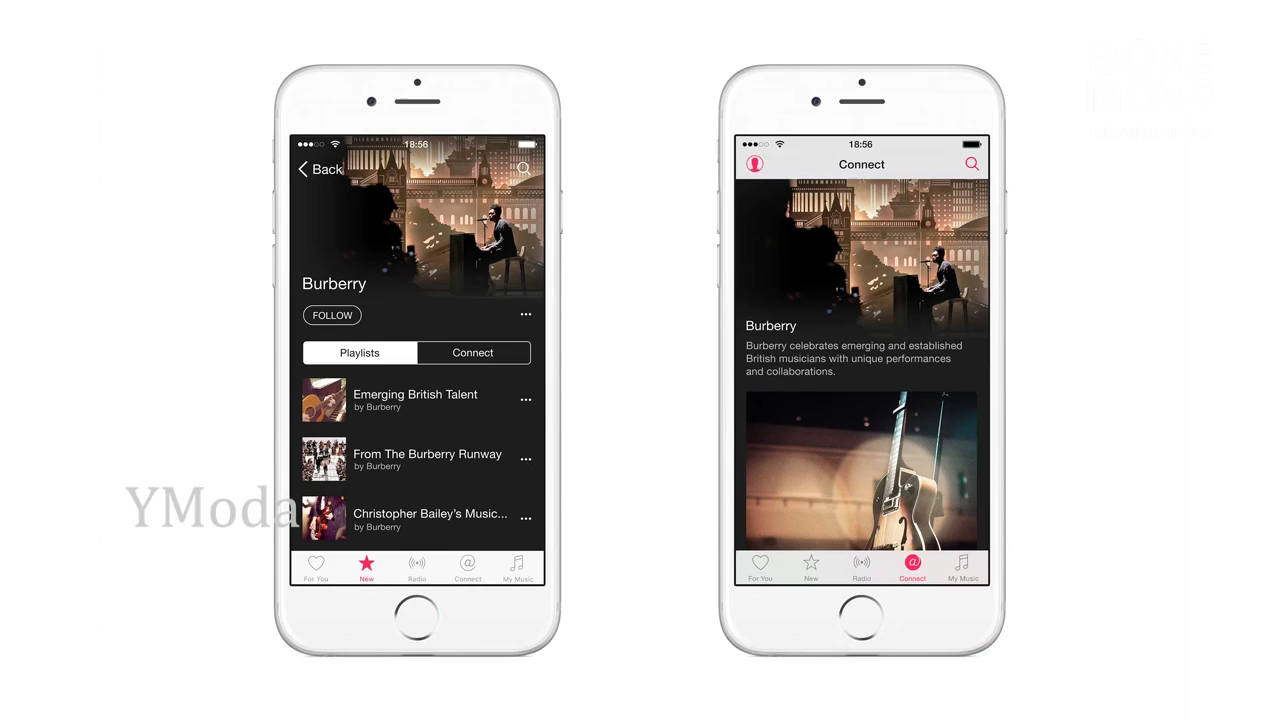 18:56
Back
Burberry
FOLLOW
Playlists Connect
Emerging British Talent
by Burberry
From The Burberry Runway
by Burberry
Christopher Bailey's Music...
by Burberry
For You New Radio Connect My Music
18:56
Connect
Burberry
Burberry celebrates emerging and established
British musicians with unique performances
and collaborations.
For You New Radio Connect My Music
YModa